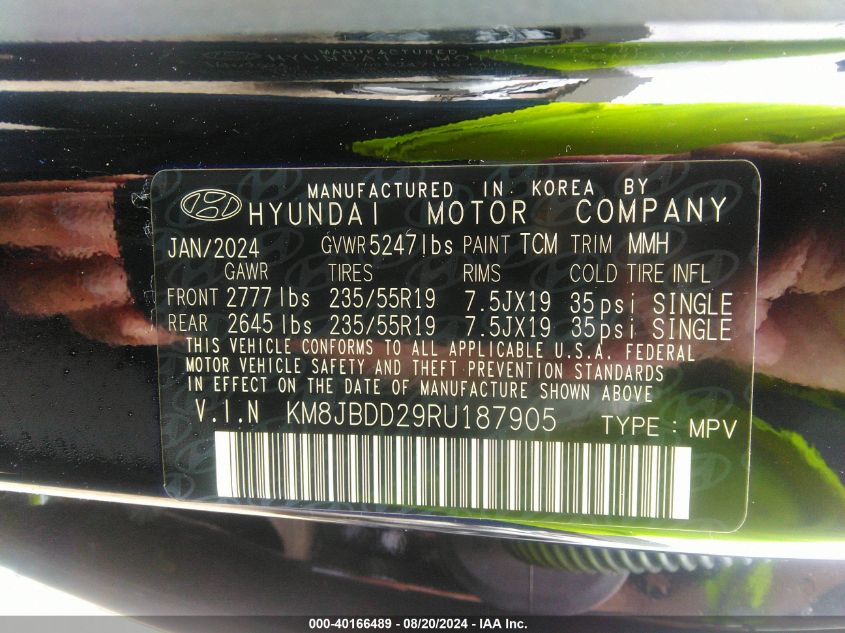 MANUFACTURED IN KOREA BY
HYUNDAI MOTOR COMPANY
JAN/2024 GVWR 5247lbs PAINT TCM TRIM MMH
GAWR TIRES RIMS COLD TIRE INFL
FRONT 2777 lbs 235/55R19 7.5JX19 35psi SINGLE
REAR 2645 lbs 235/55R19 7.5JX19 35psi SINGLE
THIS VEHICLE CONFORMS TO ALL APPLICABLE U.S.A. FEDERAL
MOTOR VEHICLE SAFETY AND THEFT PREVENTION STANDARDS
IN EFFECT ON THE DATE OF MANUFACTURE SHOWN ABOVE
V.I.N KM8JBDD29RU187905 TYPE : MPV
000-40166489 - 08/20/2024 - IAA Inc.